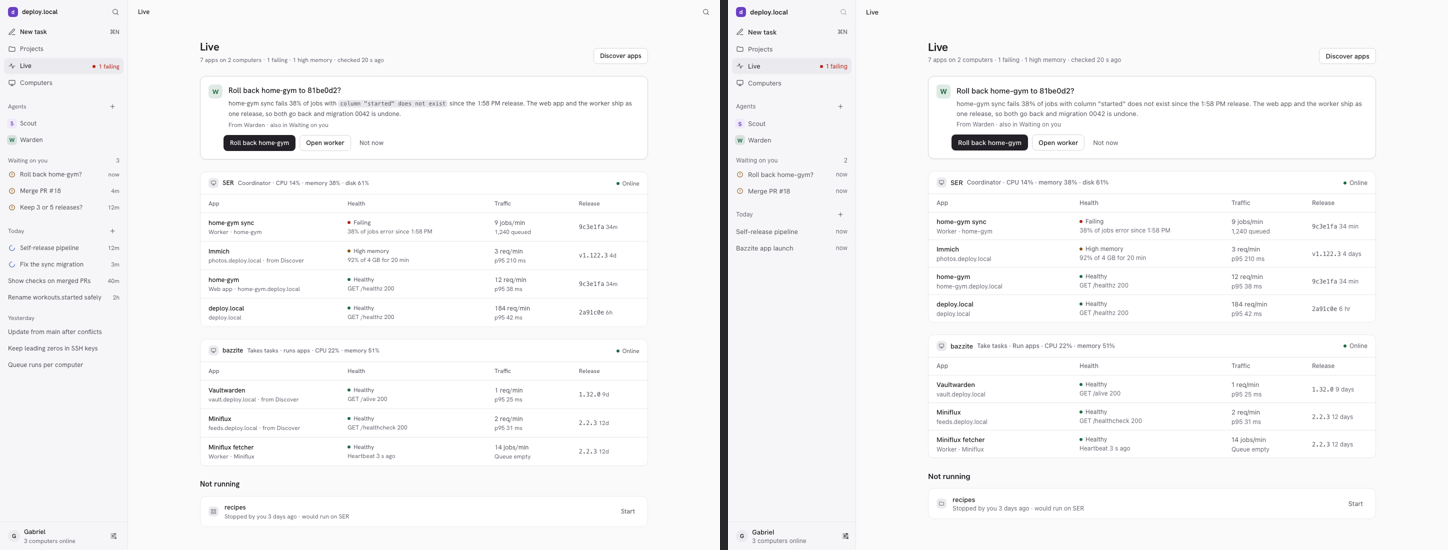 deploy.local
New task ⌘N
Projects
Live 1 failing
Computers
Agents
S Scout
W Warden
Waiting on you 3
Roll back home-gym? now
Merge PR #18 4m
Keep 3 or 5 releases? 12m
Today
Self-release pipeline 12m
Fix the sync migration 3m
Show checks on merged PRs 40m
Rename workouts.started safely 2h
Yesterday
Update from main after conflicts
Keep leading zeros in SSH keys
Queue runs per computer
G Gabriel
3 computers online
Live
Live
7 apps on 2 computers · 1 failing · 1 high memory · checked 20 s ago
Discover apps
W Roll back home-gym to 81be0d2?
home-gym sync fails 38% of jobs with column "started" does not exist since the 1:58 PM release. The web app and the worker ship as
one release, so both go back and migration 0042 is undone.
From Warden · also in Waiting on you
Roll back home-gym Open worker Not now
SER Coordinator · CPU 14% · memory 38% · disk 61% Online
App Health Traffic Release
home-gym sync Failing 9 jobs/min
Worker · home-gym 38% of jobs error since 1:58 PM 1,240 queued 9c3e1fa 34m
Immich High memory 3 req/min
photos.deploy.local · from Discover 92% of 4 GB for 20 min p95 210 ms v1.122.3 4d
home-gym Healthy 12 req/min
Web app · home-gym.deploy.local GET /healthz 200 p95 38 ms 9c3e1fa 34m
deploy.local Healthy 184 req/min
deploy.local GET /healthz 200 p95 42 ms 2a91c0e 6h
bazzite Takes tasks · runs apps · CPU 22% · memory 51% Online
App Health Traffic Release
Vaultwarden Healthy 1 req/min
vault.deploy.local · from Discover GET /alive 200 p95 25 ms 1.32.0 9d
Miniflux Healthy 2 req/min
feeds.deploy.local · from Discover GET /healthcheck 200 p95 31 ms 2.2.3 12d
Miniflux fetcher Healthy 14 jobs/min
Worker · Miniflux Heartbeat 3 s ago Queue empty 2.2.3 12d
Not running
recipes
Stopped by you 3 days ago · would run on SER Start
d deploy.local
New task ⌘N
Projects
Live 1 failing
Computers
Agents
S Scout
W Warden
Waiting on you 2
Roll back home-gym? now
Merge PR #18 now
Today
Self-release pipeline now
Bazzite app launch now
G Gabriel
3 computers online
Live
Live
7 apps on 2 computers · 1 failing · 1 high memory · checked 20 s ago
Discover apps
W Roll back home-gym to 81be0d2?
home-gym sync fails 38% of jobs with column "started" does not exist since the 1:58 PM release. The web app and the worker ship as
one release, so both go back and migration 0042 is undone.
From Warden · also in Waiting on you
Roll back home-gym Open worker Not now
SER Coordinator · CPU 14% · memory 38% · disk 61% Online
App Health Traffic Release
home-gym sync Failing 9 jobs/min
Worker · home-gym 38% of jobs error since 1:58 PM 1,240 queued 9c3e1fa 34 min
Immich High memory 3 req/min
photos.deploy.local 92% of 4 GB for 20 min p95 210 ms v1.122.3 4 days
home-gym Healthy 12 req/min
home-gym.deploy.local GET /healthz 200 p95 38 ms 9c3e1fa 34 min
deploy.local Healthy 184 req/min
deploy.local GET /healthz 200 p95 42 ms 2a91c0e 6 hr
bazzite Take tasks · Run apps · CPU 22% · memory 51% Online
App Health Traffic Release
Vaultwarden Healthy 1 req/min
vault.deploy.local GET /alive 200 p95 25 ms 1.32.0 9 days
Miniflux Healthy 2 req/min
feeds.deploy.local GET /healthcheck 200 p95 31 ms 2.2.3 12 days
Miniflux fetcher Healthy 14 jobs/min
Worker · Miniflux Heartbeat 3 s ago Queue empty 2.2.3 12 days
Not running
recipes
Stopped by you 3 days ago · would run on SER Start